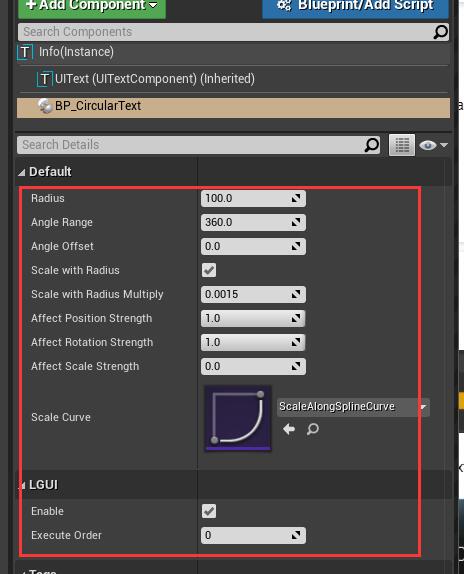 + Add Component
Blueprint/Add Script
Search Components
Info(Instance)
UIText (UITextComponent) (Inherited)
BP_CircularText
Search Details
Default
Radius 100.0
Angle Range 360.0
Angle Offset 0.0
Scale with Radius
Scale with Radius Multiply 0.0015
Affect Position Strength 1.0
Affect Rotation Strength 1.0
Affect Scale Strength 0.0
Scale Curve ScaleAlongSplineCurve
LGUI
Enable
Execute Order 0
Tags